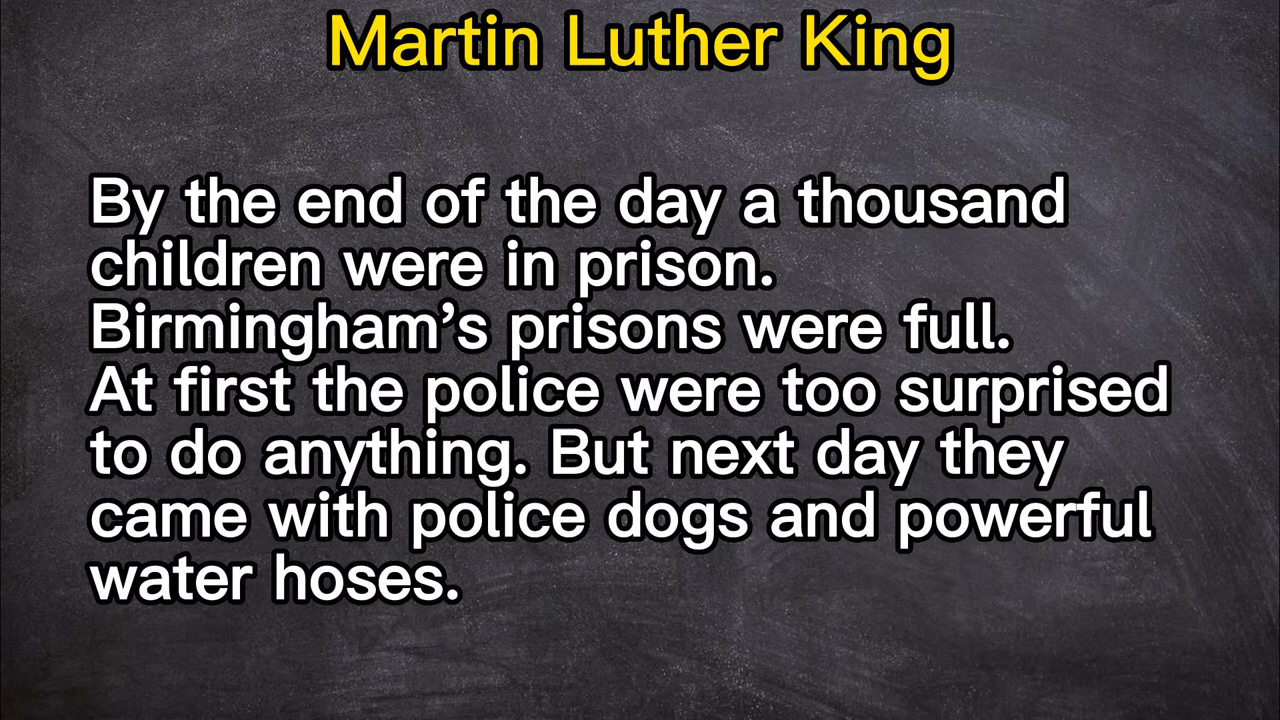 Martin Luther King
By the end of the day a thousand
children were in prison.
Birmingham’s prisons were full.
At first the police were too surprised
to do anything. But next day they
came with police dogs and powerful
water hoses.